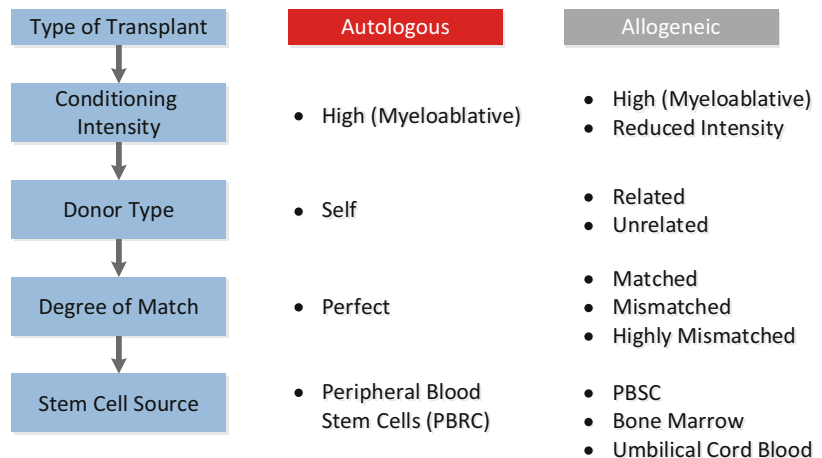 Type of Transplant
Autologous
Allogeneic
Conditioning
Intensity
• High (Myeloablative)
• High (Myeloablative)
• Reduced Intensity
Donor Type
• Self
• Related
• Unrelated
Degree of Match
• Perfect
• Matched
• Mismatched
• Highly Mismatched
Stem Cell Source
• Peripheral Blood
Stem Cells (PBRC)
• PBSC
• Bone Marrow
• Umbilical Cord Blood